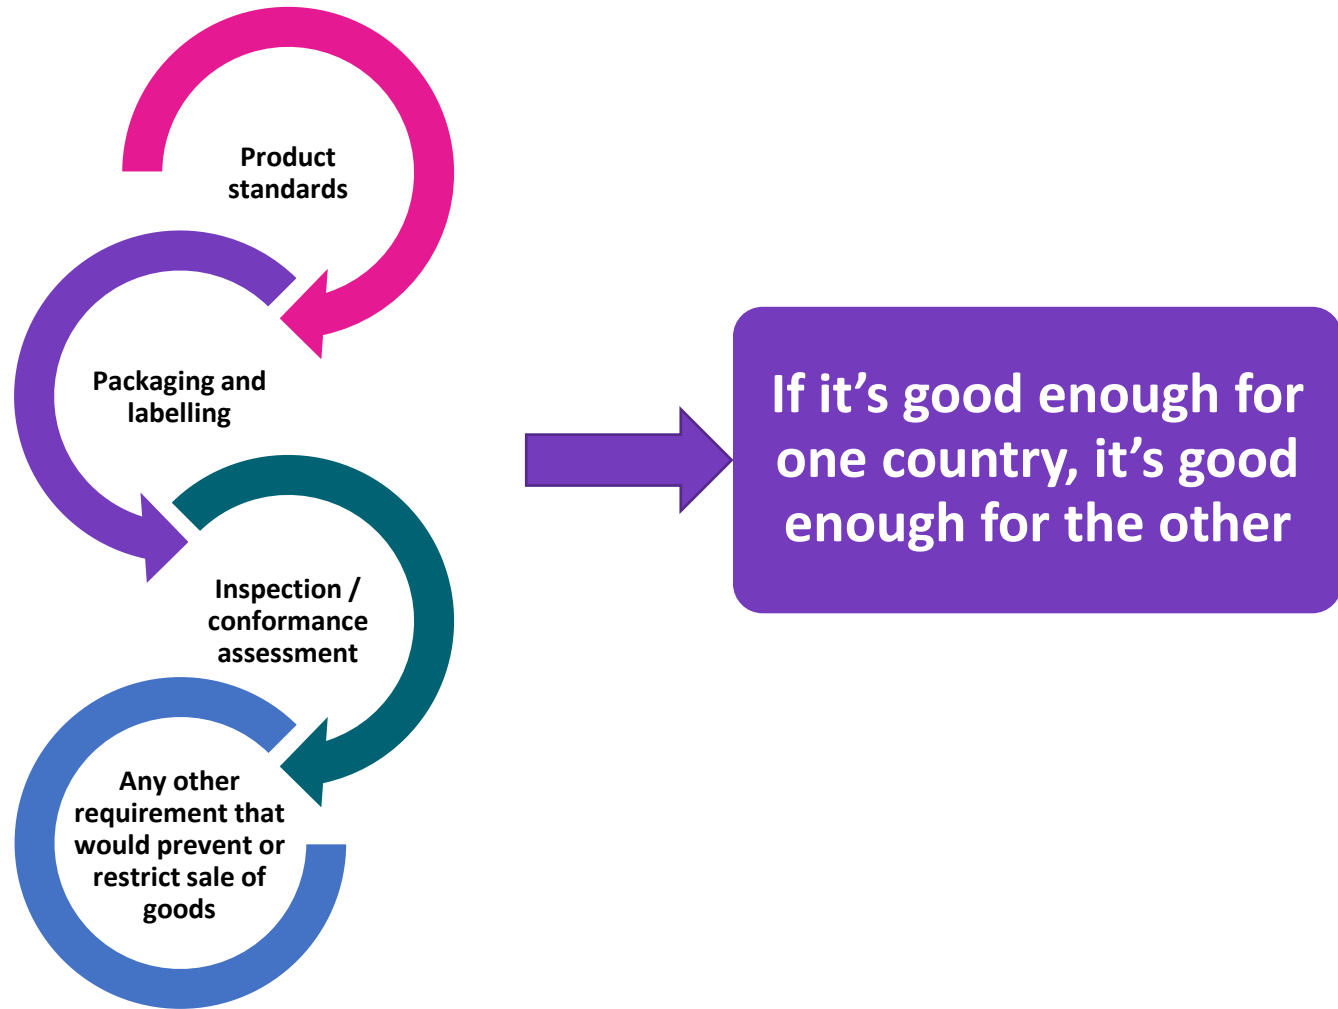 Product
standards
Packaging and
labelling
Inspection /
conformance
assessment
Any other
requirement that
would prevent or
restrict sale of
goods
If it’s good enough for
one country, it’s good
enough for the other